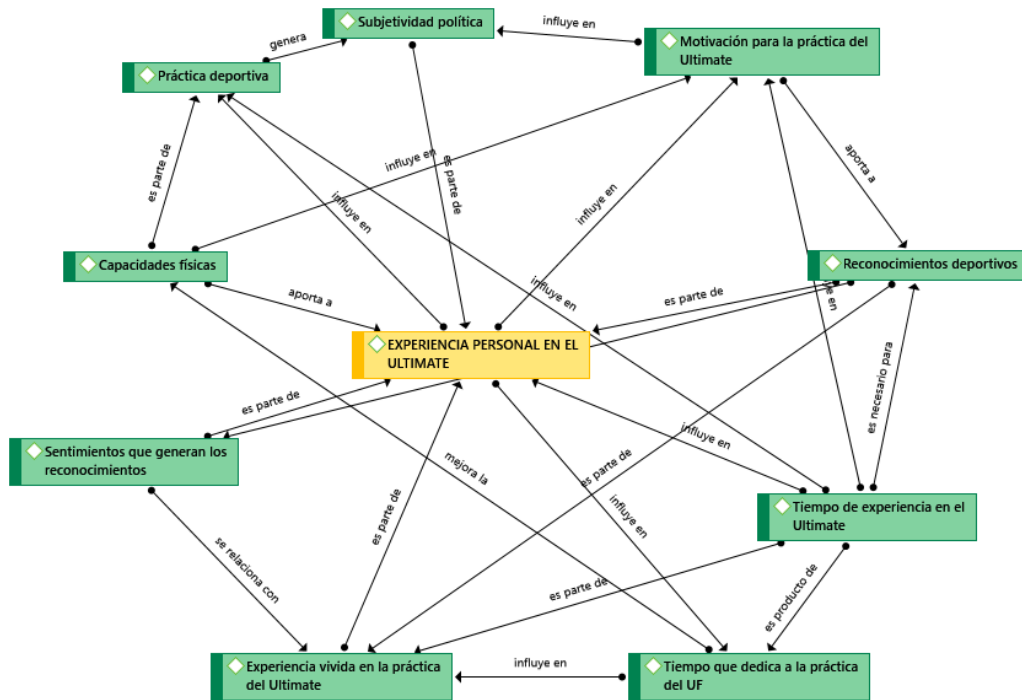 Subjetividad política
influye en
Motivación para la práctica del
Ultimate
genera
Práctica deportiva
es parte de
influye en
es parte de
aporta a
influye en
influye en
Capacidades físicas
Reconocimientos deportivos
aporta a
influye en
es parte de
EXPERIENCIA PERSONAL EN EL
ULTIMATE
es necesario para
es parte de
influye en
Sentimientos que generan los
reconocimientos
mejora la
es parte de
es parte de
influye en
Tiempo de experiencia en el
Ultimate
se relaciona con
es parte de
es producto de
Experiencia vivida en la práctica
del Ultimate
influye en
Tiempo que dedica a la práctica
del UF